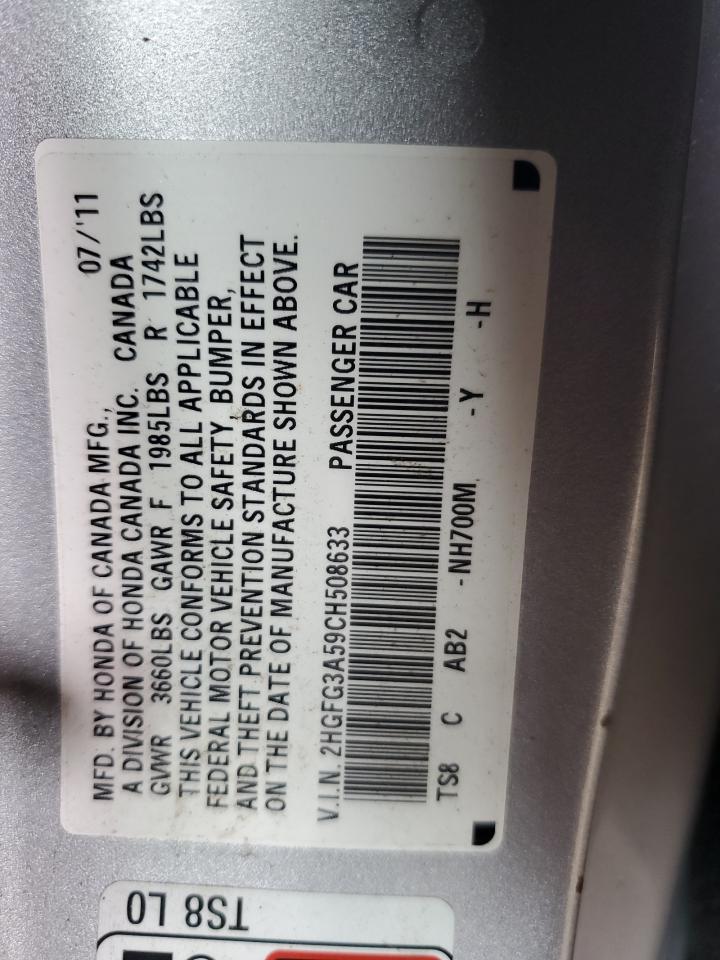 MFD. BY HONDA OF CANADA MFG., 07/'11
A DIVISION OF HONDA CANADA INC. CANADA
GVWR 3660LBS GAWR F 1985LBS R 1742LBS
THIS VEHICLE CONFORMS TO ALL APPLICABLE
FEDERAL MOTOR VEHICLE SAFETY, BUMPER,
AND THEFT PREVENTION STANDARDS IN EFFECT
ON THE DATE OF MANUFACTURE SHOWN ABOVE.
V.I.N. 2HGFG3A59CH508633 PASSENGER CAR
TS8 C AB2 -NH700M -Y -H
TS8 L0